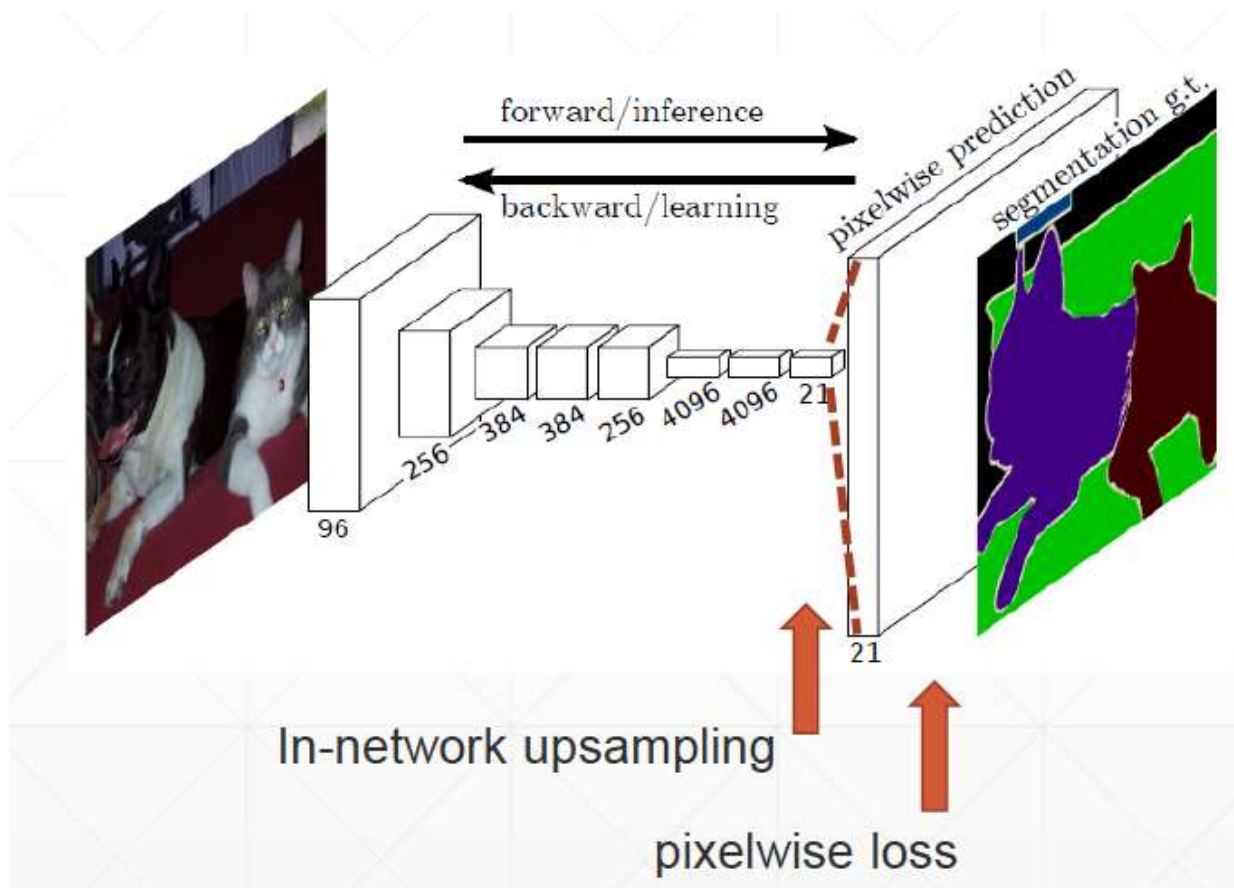 forward/inference
backward/learning
pixelwise prediction
segmentation g.t.
96
256
384
384
256
4096
4096
21
21
In-network upsampling
pixelwise loss